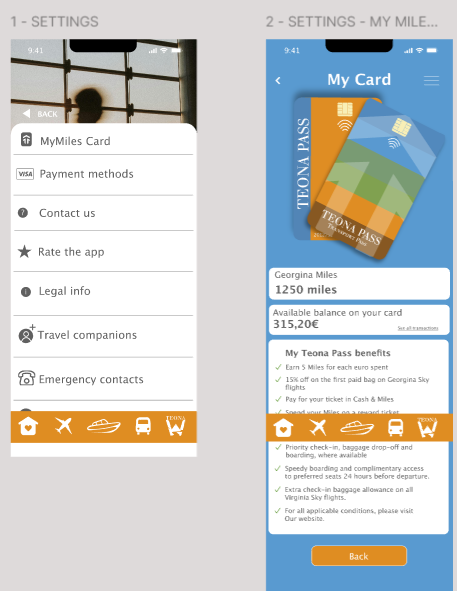 1 - SETTINGS
9:41
BACK
MyMiles Card
VISA Payment methods
Contact us
Rate the app
Legal info
Travel companions
Emergency contacts
TEONA
2 - SETTINGS - MY MILE...
9:41
My Card
TEONA PASS
TEONA PASS
Georgina Miles
1250 miles
Available balance on your card
315,20€
See all transactions
My Teona Pass benefits
Earn 5 Miles for each euro spent
15% off on the first paid bag on Georgina Sky
flights
Pay for your ticket in Cash & Miles
Spend your Miles on a reward ticket
TEONA
Priority check-in, baggage drop-off and
boarding, where available
Speedy boarding and complimentary access
to preferred seats 24 hours before departure.
Extra check-in baggage allowance on all
Virginia Sky flights.
For all applicable conditions, please visit
Our website.
Back